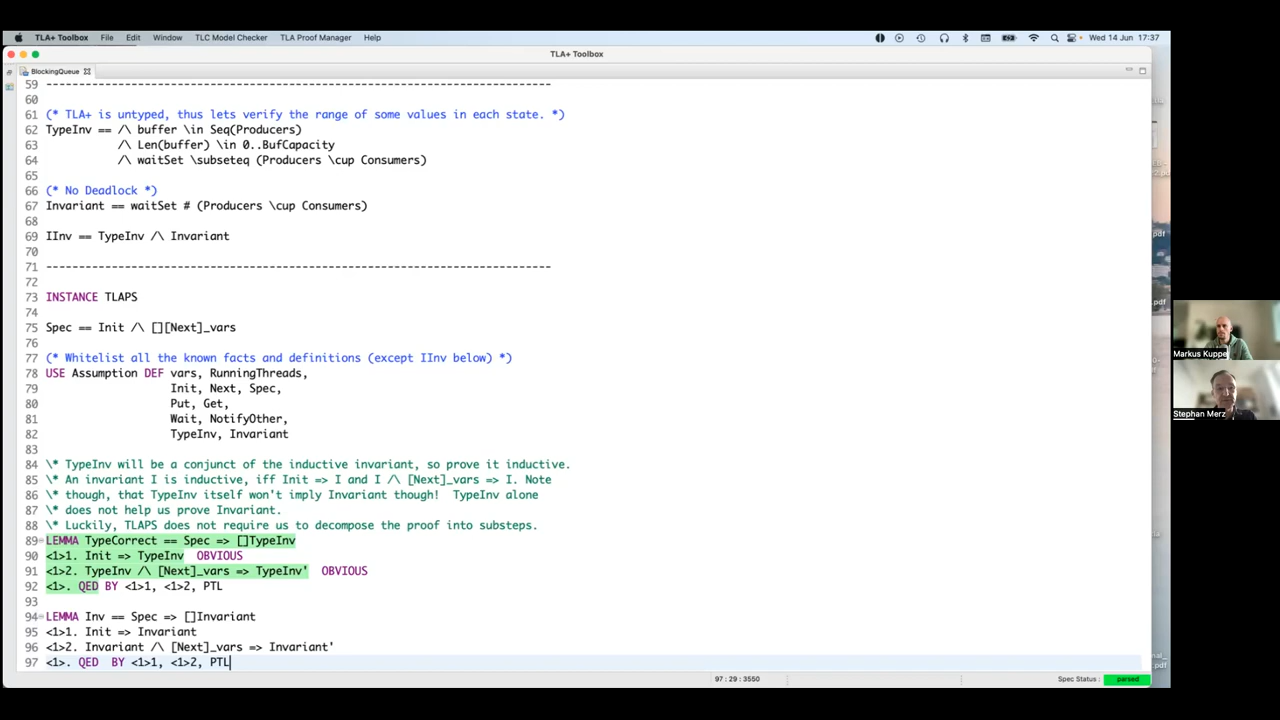 TLA+ Toolbox File Edit Window TLC Model Checker TLA Proof Manager Help Wed 14 Jun 17:37
TLA+ Toolbox
BlockingQueue
59 --------------------------------------------------------------------------------
60
61 (* TLA+ is untyped, thus lets verify the range of some values in each state. *)
62 TypeInv == /\ buffer \in Seq(Producers)
63 /\ Len(buffer) \in 0..BufCapacity
64 /\ waitSet \subseteq (Producers \cup Consumers)
65
66 (* No Deadlock *)
67 Invariant == waitSet # (Producers \cup Consumers)
68
69 IInv == TypeInv /\ Invariant
70
71 --------------------------------------------------------------------------------
72
73 INSTANCE TLAPS
74
75 Spec == Init /\ [][Next]_vars
76
77 (* Whitelist all the known facts and definitions (except IInv below) *)
78 USE Assumption DEF vars, RunningThreads,
79 Init, Next, Spec,
80 Put, Get,
81 Wait, NotifyOther,
82 TypeInv, Invariant
83
84 \* TypeInv will be a conjunct of the inductive invariant, so prove it inductive.
85 \* An invariant I is inductive, iff Init => I and I /\ [Next]_vars => I. Note
86 \* though, that TypeInv itself won't imply Invariant though! TypeInv alone
87 \* does not help us prove Invariant.
88 \* Luckily, TLAPS does not require us to decompose the proof into substeps.
89 LEMMA TypeCorrect == Spec => []TypeInv
90 <1>1. Init => TypeInv OBVIOUS
91 <1>2. TypeInv /\ [Next]_vars => TypeInv' OBVIOUS
92 <1>. QED BY <1>1, <1>2, PTL
93
94 LEMMA Inv == Spec => []Invariant
95 <1>1. Init => Invariant
96 <1>2. Invariant /\ [Next]_vars => Invariant'
97 <1>. QED BY <1>1, <1>2, PTL
97 : 29 : 3550 Spec Status : parsed
.pdf
.pdf
.pdf
Markus Kuppe
Stephan Merz